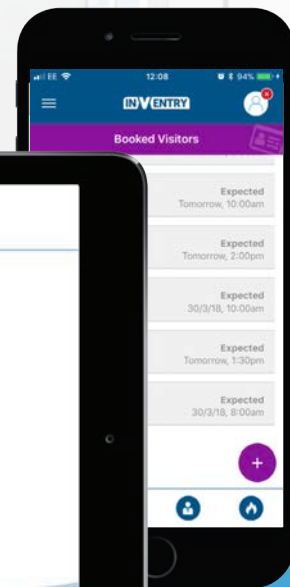 EE 12:08 94%
INVENTRY
Booked Visitors
Expected
Tomorrow, 10:00am
Expected
Tomorrow, 2:00pm
Expected
30/3/18, 10:00am
Expected
Tomorrow, 1:30pm
Expected
30/3/18, 8:00am
+